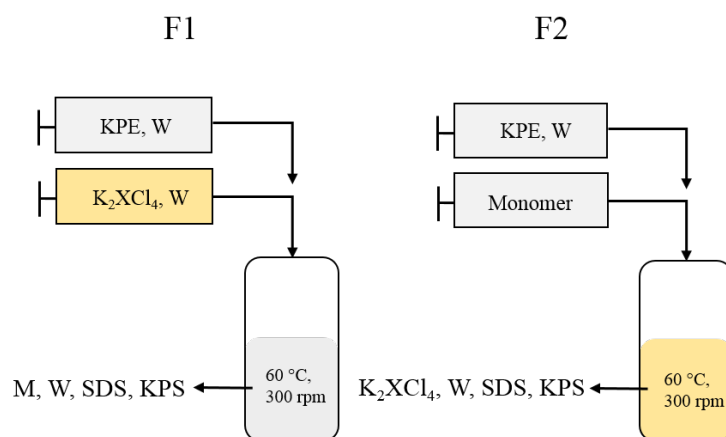 F1
KPE, W
K₂XCl₄, W
60 °C,
300 rpm
M, W, SDS, KPS
F2
KPE, W
Monomer
60 °C,
300 rpm
K₂XCl₄, W, SDS, KPS